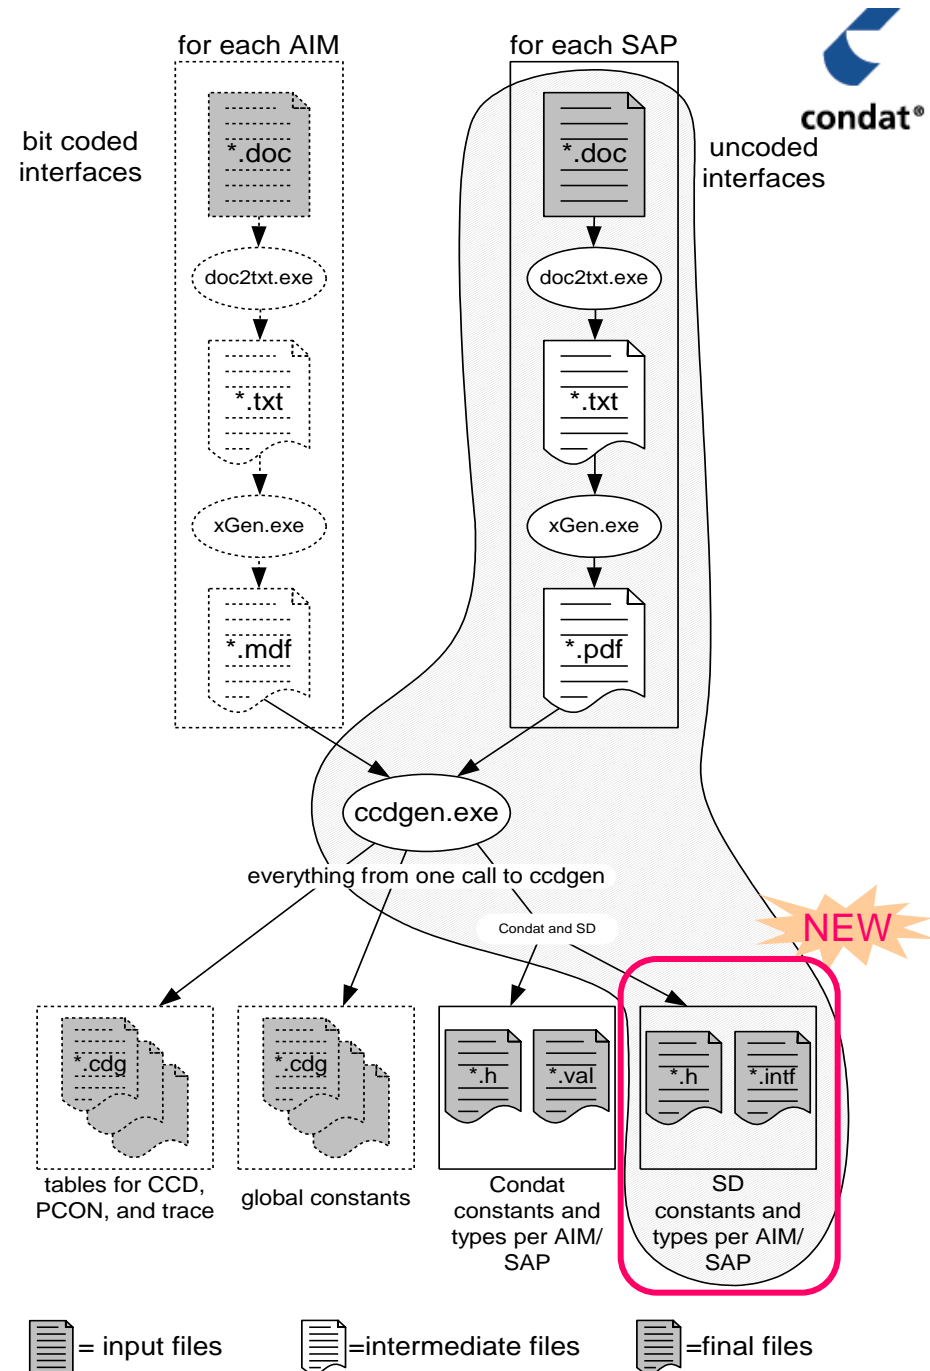 for each AIM
for each SAP
condat®
bit coded
interfaces
uncoded
interfaces
*.doc
*.doc
doc2txt.exe
doc2txt.exe
*.txt
*.txt
xGen.exe
xGen.exe
*.mdf
*.pdf
ccdgen.exe
everything from one call to ccdgen
Condat and SD
NEW
*.cdg
*.cdg
*.h
*.val
*.h
*.intf
tables for CCD,
PCON, and trace
global constants
Condat
constants and
types per AIM/
SAP
SD
constants and
types per AIM/
SAP
= input files
=intermediate files
=final files